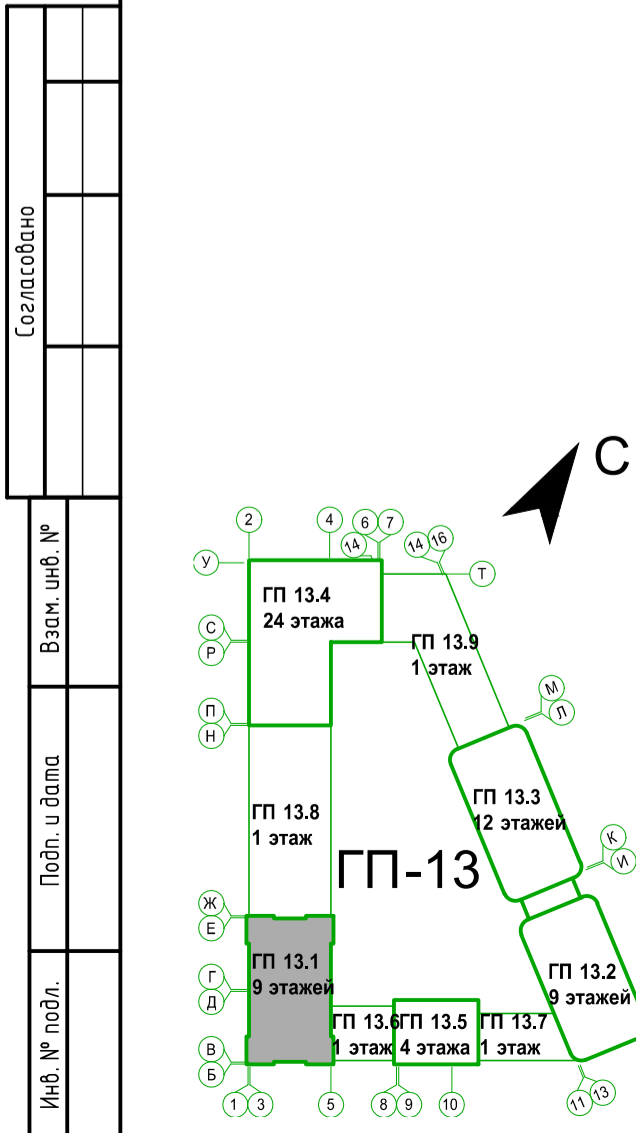 Согласовано
Взам. инв. №
Подп. и дата
Инв. № подл.
С
2
4
6
7
14
14
16
У
Т
ГП 13.4
24 этажа
С
Р
ГП 13.9
1 этаж
М
Л
П
Н
ГП 13.3
12 этажей
ГП 13.8
1 этаж
К
И
ГП-13
Ж
Е
ГП 13.1
9 этажей
ГП 13.2
9 этажей
Г
Д
ГП 13.6
1 этаж
ГП 13.5
4 этажа
ГП 13.7
1 этаж
В
Б
1
3
5
8
9
10
11
13